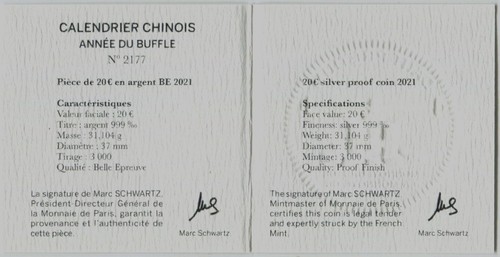 CALENDRIER CHINOIS
ANNÉE DU BUFFLE
N° 2177
Pièce de 20€ en argent BE 2021
Caractéristiques
Valeur faciale : 20 €
Titre : argent 999 ‰
Masse : 31,104 g
Diamètre : 37 mm
Tirage : 3 000
Qualité : Belle Epreuve
La signature de Marc SCHWARTZ,
Président-Directeur Général de
la Monnaie de Paris, garantit la
provenance et l'authenticité de
cette pièce.
Marc Schwartz
20€ silver proof coin 2021
Specifications
Face value: 20 €
Fineness: silver 999 ‰
Weight: 31,104 g
Diameter: 37 mm
Mintage: 3 000
Quality: Proof Finish
The signature of Marc SCHWARTZ
Mintmaster of Monnaie de Paris
certifies this coin is legal tender
and expertly struck by the French
Mint.
Marc Schwartz